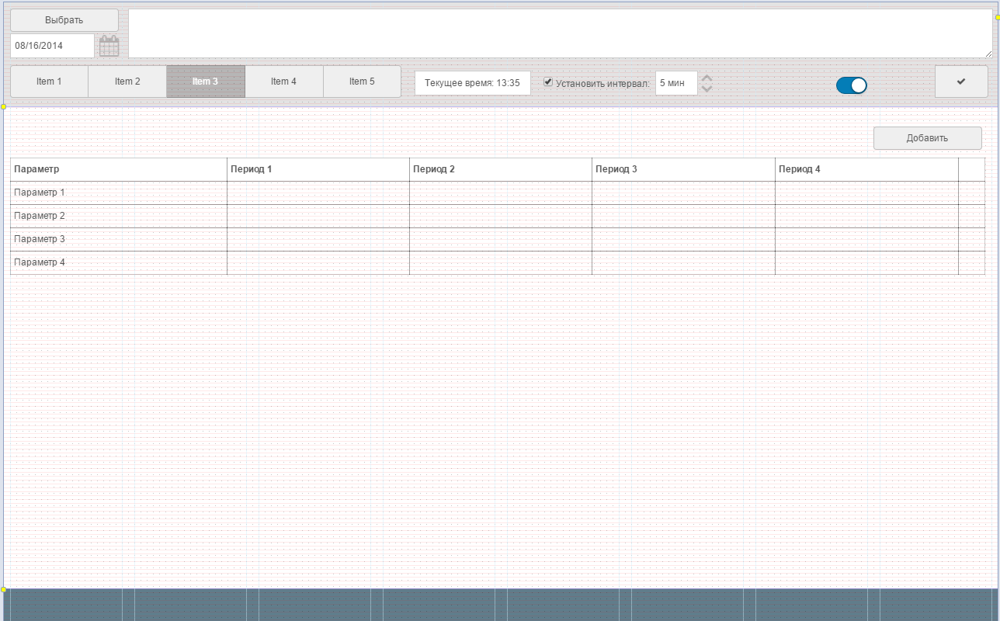 Выбрать
08/16/2014
Item 1 Item 2 Item 3 Item 4 Item 5 Текущее время: 13:35 Установить интервал: 5 мин
Добавить
Параметр Период 1 Период 2 Период 3 Период 4
Параметр 1
Параметр 2
Параметр 3
Параметр 4